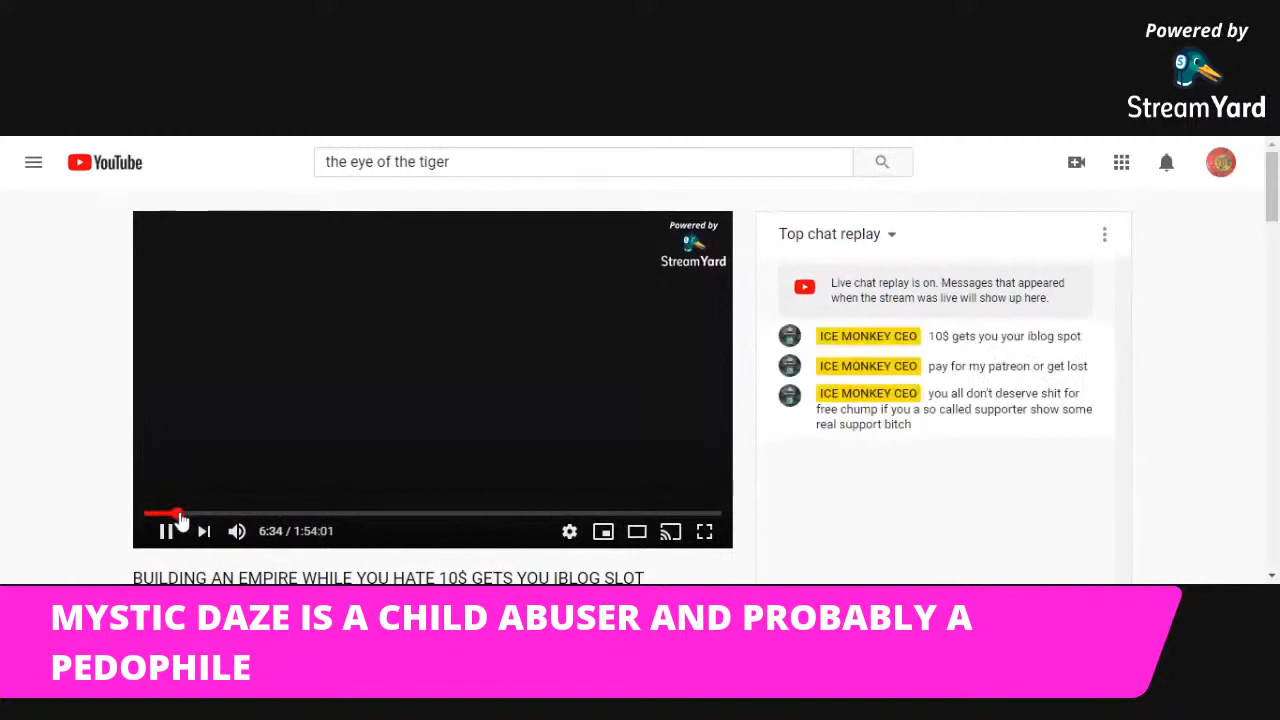 Powered by
StreamYard
YouTube
the eye of the tiger
Powered by
StreamYard
Top chat replay
Live chat replay is on. Messages that appeared
when the stream was live will show up here.
ICE MONKEY CEO 10$ gets you your iblog spot
ICE MONKEY CEO pay for my patreon or get lost
ICE MONKEY CEO you all don't deserve shit for
free chump if you a so called supporter show some
real support bitch
6:34 / 1:54:01
BUILDING AN EMPIRE WHILE YOU HATE 10$ GETS YOU IBLOG SLOT
MYSTIC DAZE IS A CHILD ABUSER AND PROBABLY A
PEDOPHILE